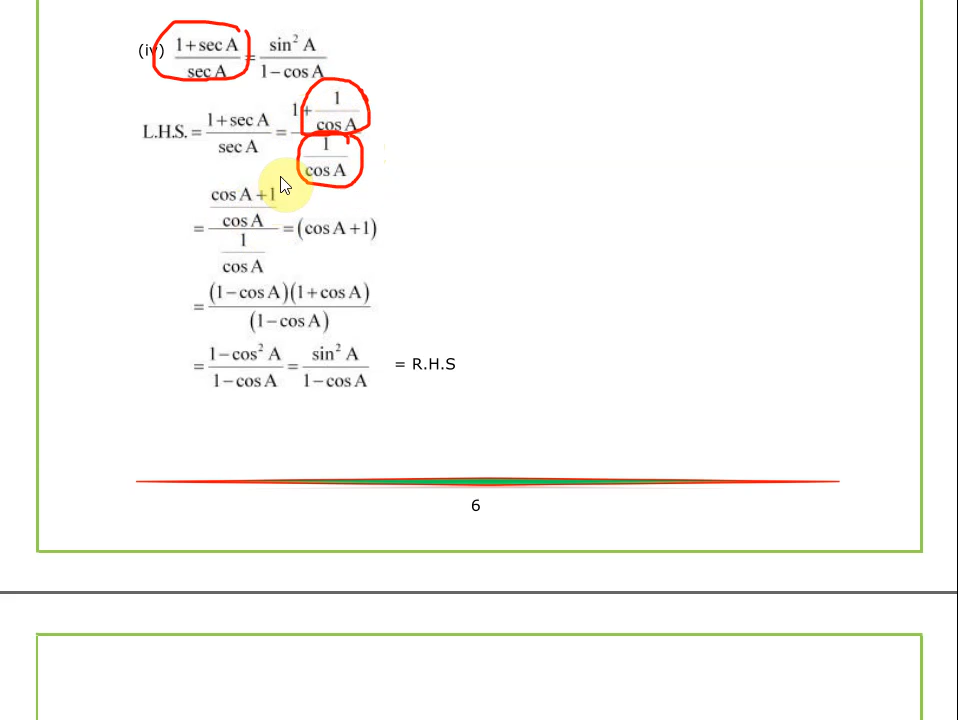 (iv) (1 + sec A)/(sec A) = (sin² A)/(1 − cos A)
L.H.S. = (1 + sec A)/(sec A) = (1 + 1/(cos A))/(1/(cos A))
= ((cos A + 1)/(cos A))/(1/(cos A)) = (cos A + 1)
= ((1 − cos A)(1 + cos A))/((1 − cos A))
= (1 − cos² A)/(1 − cos A) = (sin² A)/(1 − cos A) = R.H.S
6